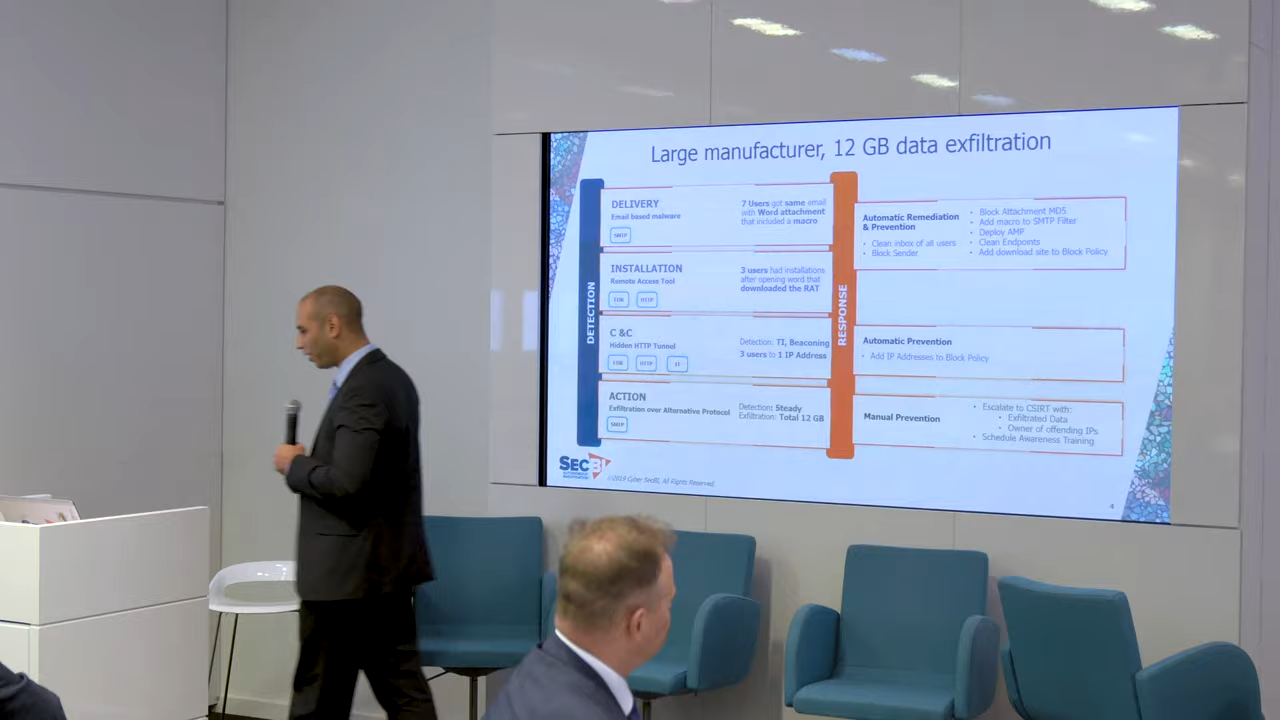 Large manufacturer, 12 GB data exfiltration
DETECTION
DELIVERY
Email based malware
SMTP
7 Users got same email
with Word attachment
that included a macro
INSTALLATION
Remote Access Tool
HTTP
3 users had installations
after opening word that
downloaded the RAT
C &C
Hidden HTTP Tunnel
HTTP
Detection: TI, Beaconing
3 users to 1 IP Address
ACTION
Exfiltration over Alternative Protocol
SMTP
Detection: Steady
Exfiltration: Total 12 GB
RESPONSE
Automatic Remediation
& Prevention
• Clean inbox of all users
• Block Sender
• Block Attachment MD5
• Add macro to SMTP Filter
• Deploy AMP
• Clean Endpoints
• Add download site to Block Policy
Automatic Prevention
• Add IP Addresses to Block Policy
Manual Prevention
• Escalate to CSIRT with:
• Exfiltrated Data
• Owner of offending IPs
• Schedule Awareness Training
SECBI
AUTONOMOUS
INVESTIGATION
©2019 Cyber SecBI, All Rights Reserved.
4